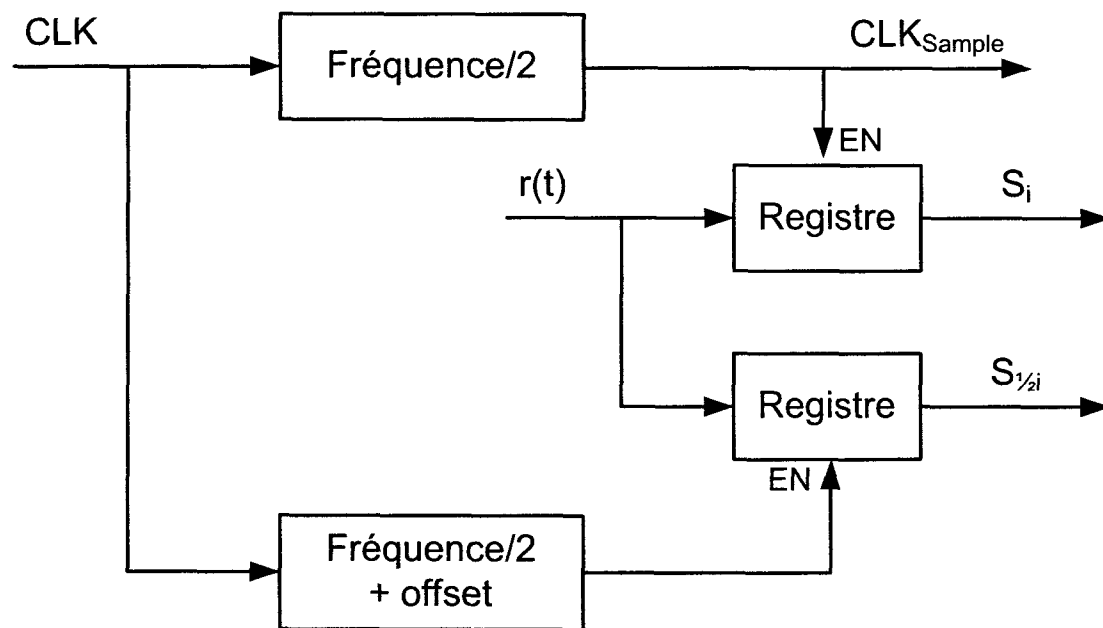 CLK
Fréquence/2
CLKSample
EN
r(t)
Registre
Si
Registre
S½i
EN
Fréquence/2
+ offset